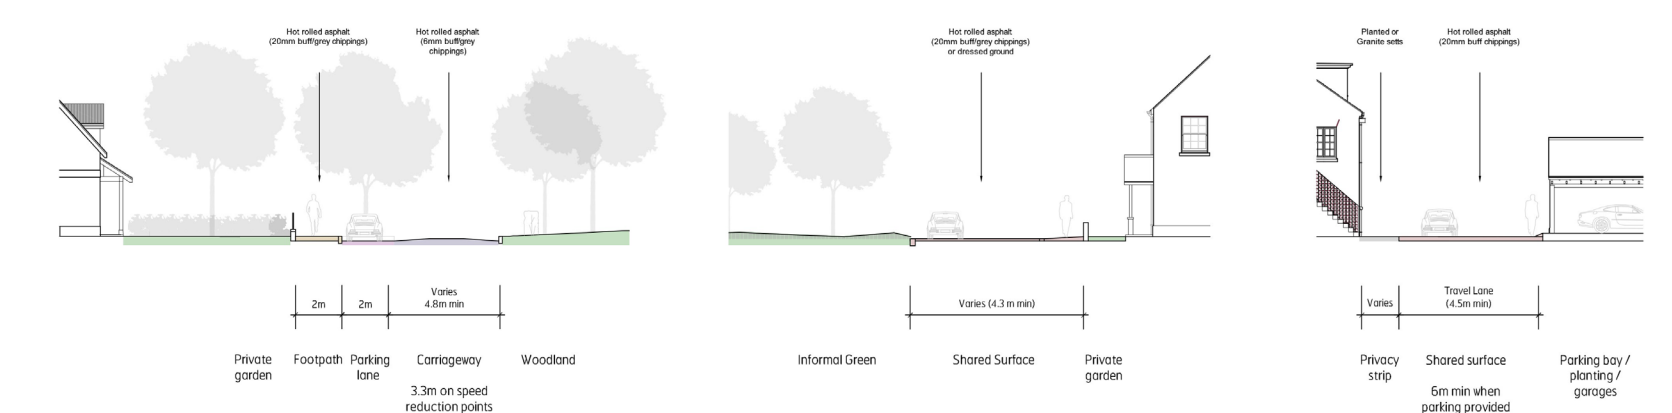 Hot rolled asphalt
(20mm buff/grey chippings)
Hot rolled asphalt
(6mm buff/grey
chippings)
2m
2m
Varies
4.8m min
Private
garden
Footpath
Parking
lane
Carriageway
3.3m on speed
reduction points
Woodland
Hot rolled asphalt
(20mm buff/grey chippings)
or dressed ground
Varies (4.3 m min)
Informal Green
Shared Surface
Private
garden
Planted or
Granite setts
Hot rolled asphalt
(20mm buff chippings)
Varies
Travel Lane
(4.5m min)
Privacy
strip
Shared surface
6m min when
parking provided
Parking bay /
planting /
garages